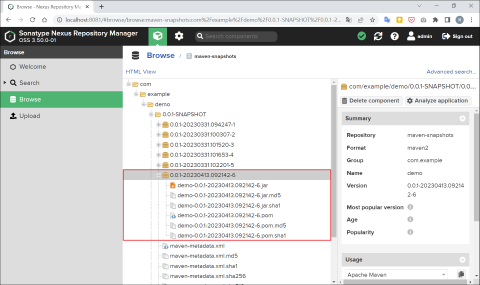 Browse - Nexus Repository Man
localhost:8081/#browse/browse:maven-snapshots:com%2Fexample%2Fdemo%2F0.0.1-SNAPSHOT%2F0.0.1-2...
Sonatype Nexus Repository Manager
OSS 3.50.0-01
Search components
admin
Sign out
Browse
Welcome
Search
Browse
Upload
Browse / maven-snapshots
HTML View
Advanced search...
com
example
demo
0.0.1-SNAPSHOT
0.0.1-20230331.094247-1
0.0.1-20230331.100307-2
0.0.1-20230331.101520-3
0.0.1-20230331.101653-4
0.0.1-20230331.102201-5
0.0.1-20230413.092142-6
demo-0.0.1-20230413.092142-6.jar
demo-0.0.1-20230413.092142-6.jar.md5
demo-0.0.1-20230413.092142-6.jar.sha1
demo-0.0.1-20230413.092142-6.pom
demo-0.0.1-20230413.092142-6.pom.md5
demo-0.0.1-20230413.092142-6.pom.sha1
maven-metadata.xml
maven-metadata.xml.md5
maven-metadata.xml.sha1
maven-metadata.xml.sha256
com/example/demo/0.0.1-SNAPSHOT/0.0...
Delete component
Analyze application
Summary
Repository maven-snapshots
Format maven2
Group com.example
Name demo
Version 0.0.1-20230413.09214
2-6
Most popular version
Age
Popularity
Usage
Apache Maven